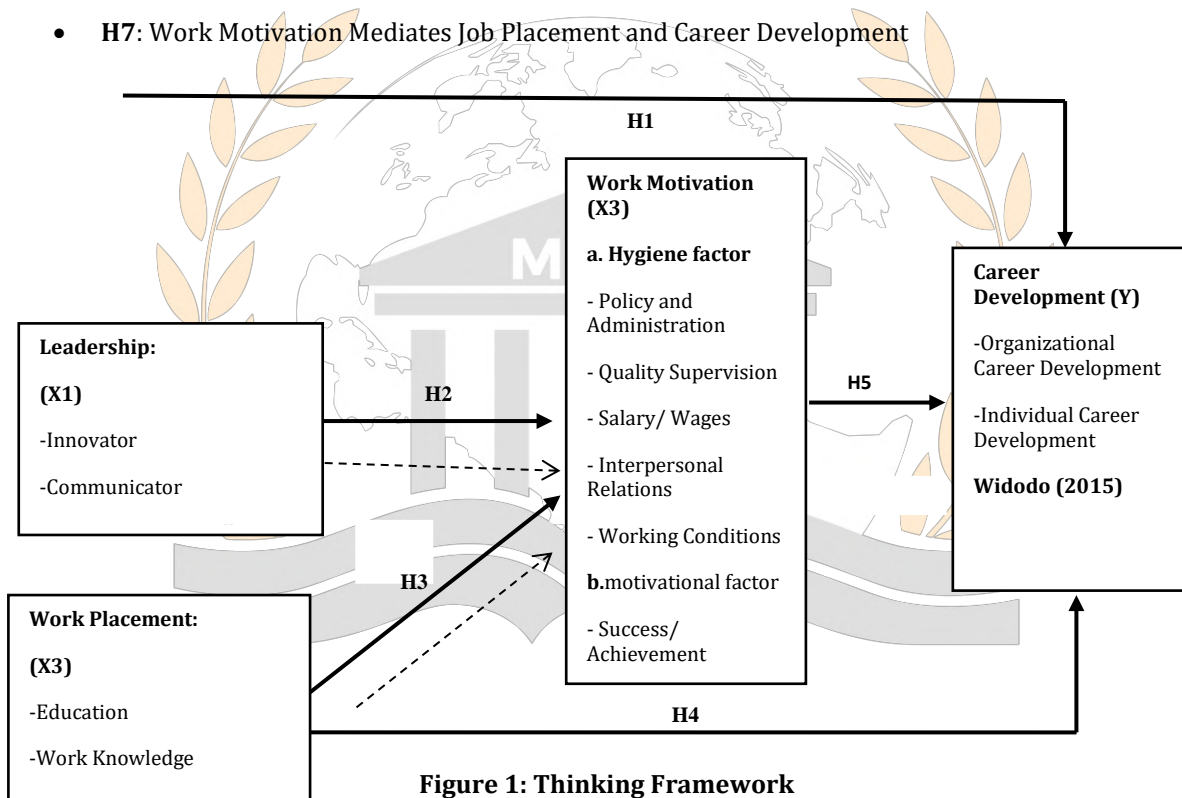 • H7: Work Motivation Mediates Job Placement and Career Development
H1
Work Motivation
(X3)
a. Hygiene factor
- Policy and
Administration
- Quality Supervision
- Salary/ Wages
- Interpersonal
Relations
- Working Conditions
b.motivational factor
- Success/
Achievement
Career
Development (Y)
-Organizational
Career Development
-Individual Career
Development
Widodo (2015)
Leadership:
(X1)
-Innovator
-Communicator
H2
H5
H3
Work Placement:
(X3)
-Education
-Work Knowledge
H4
M
Figure 1: Thinking Framework